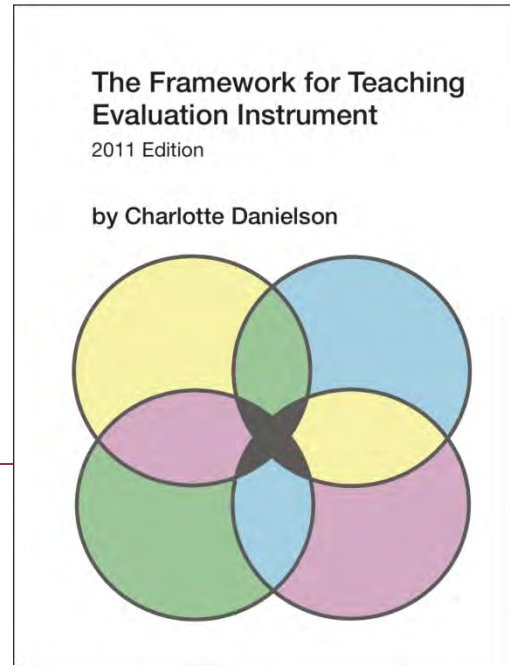 The Framework for Teaching
Evaluation Instrument
2011 Edition
by Charlotte Danielson